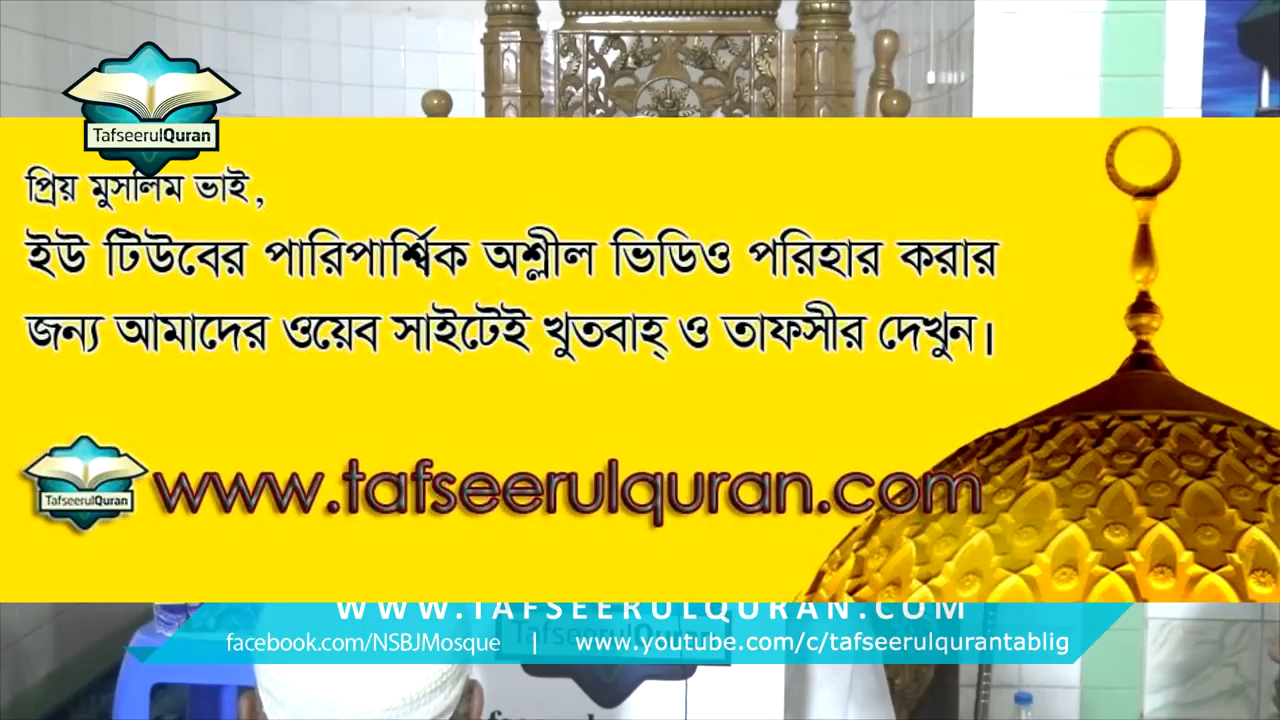 TafseerulQuran
প্রিয় মুসলিম ভাই,
ইউ টিউবের পারিপার্শ্বিক অশ্লীল ভিডিও পরিহার করার
জন্য আমাদের ওয়েব সাইটেই খুতবাহ্ ও তাফসীর দেখুন।
TafseerulQuran
www.tafseerulquran.com
WWW.TAFSEERULQURAN.COM
facebook.com/NSBJMosque | www.youtube.com/c/tafseerulqurantablig
TafseerulQuran